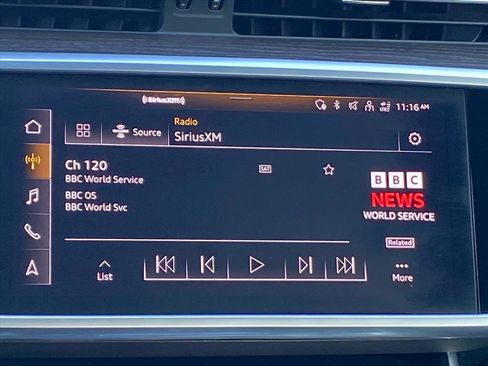 ((SiriusXM))
LTE
11:16 AM
Radio
Source
SiriusXM
Ch 120
BBC World Service
SAT
BBC OS
BBC World Svc
BBC
NEWS
WORLD SERVICE
Related
List
More